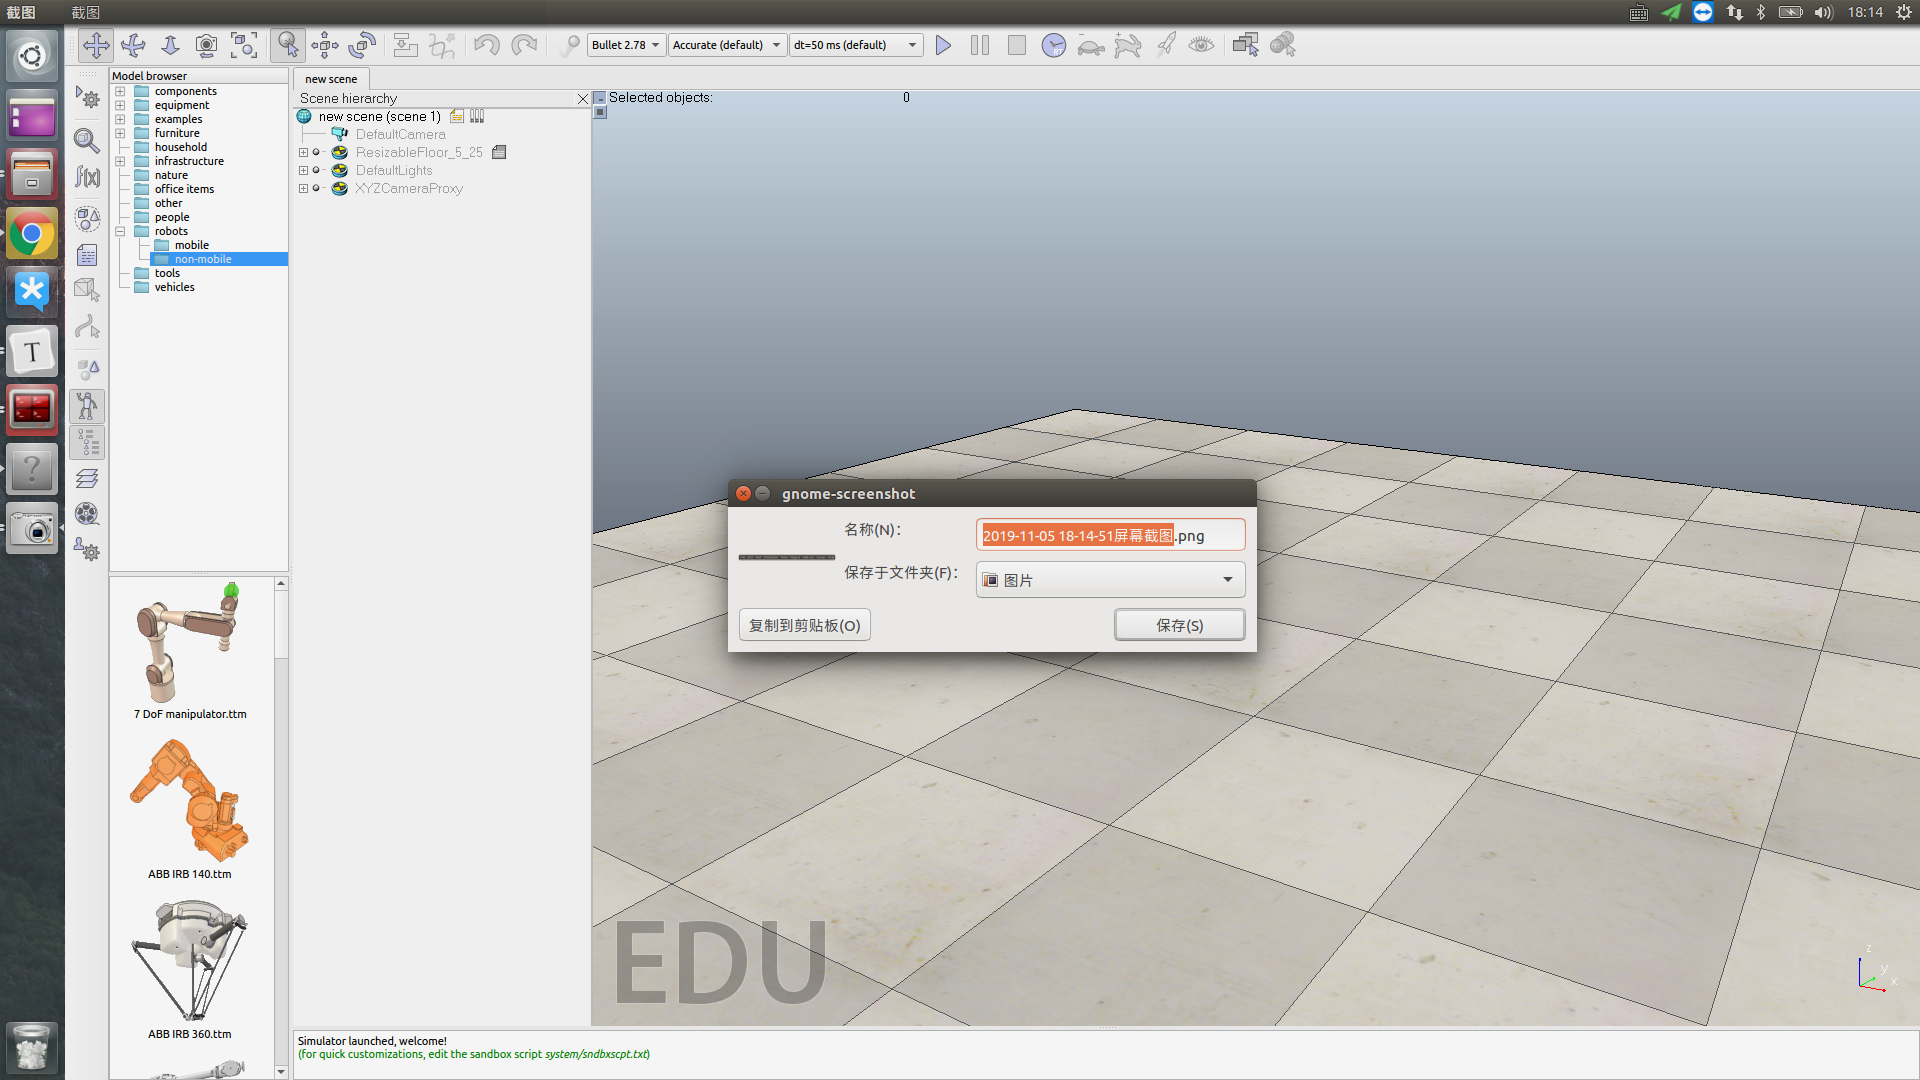 截图 截图 18:14
Bullet 2.78 Accurate (default) dt=50 ms (default)
Model browser
components
equipment
examples
furniture
household
infrastructure
nature
office items
other
people
robots
mobile
non-mobile
tools
vehicles
7 DoF manipulator.ttm
ABB IRB 140.ttm
ABB IRB 360.ttm
new scene
Scene hierarchy
new scene (scene 1)
DefaultCamera
ResizableFloor_5_25
DefaultLights
XYZCameraProxy
f(x)
RT
T
?
Selected objects: 0
gnome-screenshot
名称(N)： 2019-11-05 18-14-51屏幕截图.png
保存于文件夹(F)： 图片
复制到剪贴板(O) 保存(S)
EDU
z
y
x
Simulator launched, welcome!
(for quick customizations, edit the sandbox script system/sndbxscpt.txt)